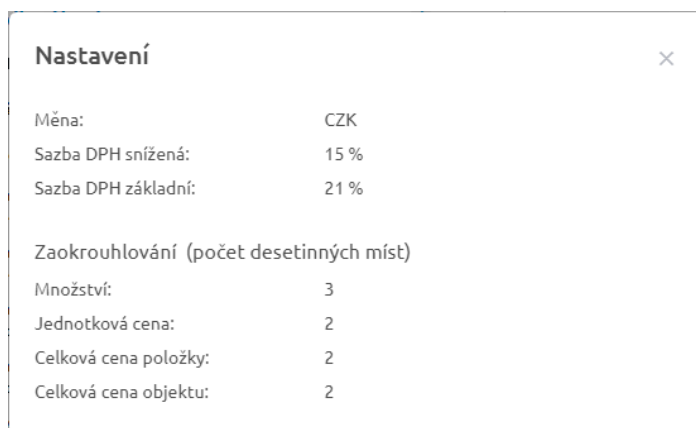 Nastavení
Měna: CZK
Sazba DPH snížená: 15 %
Sazba DPH základní: 21 %
Zaokrouhlování (počet desetinných míst)
Množství: 3
Jednotková cena: 2
Celková cena položky: 2
Celková cena objektu: 2